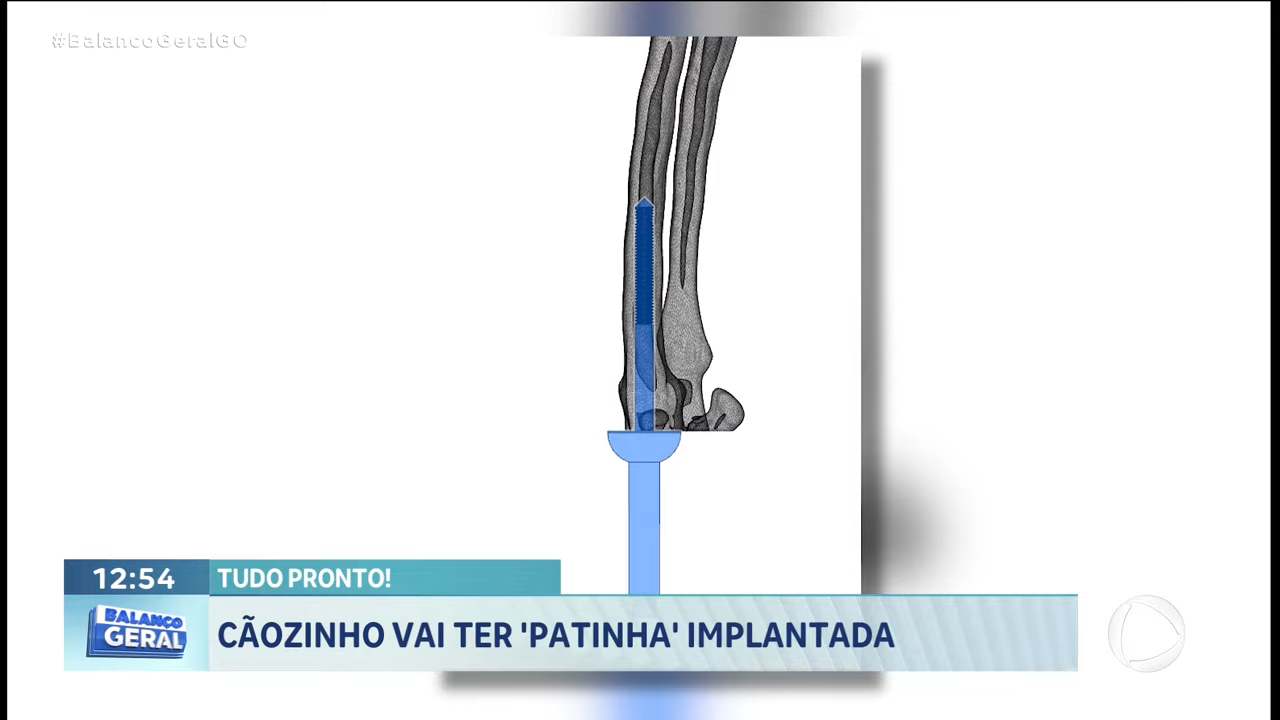 #BalancoGeralGO
12:54
TUDO PRONTO!
BALANÇO
GERAL
CÃOZINHO VAI TER 'PATINHA' IMPLANTADA